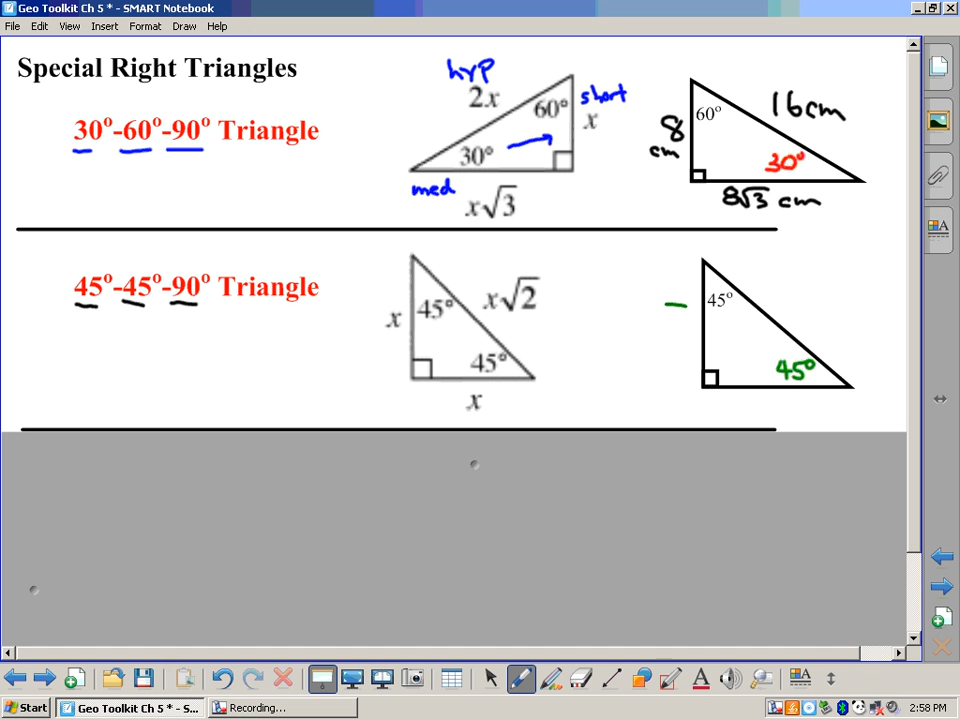 Geo Toolkit Ch 5 * - SMART Notebook
File Edit View Insert Format Draw Help
Special Right Triangles
30°-60°-90° Triangle
hyp
2x
60°
short
x
30°
med
x√3
60°
16cm
8
cm
30°
8√3 cm
45°-45°-90° Triangle
x
45°
x√2
45°
x
45°
45°
Start
Geo Toolkit Ch 5 * - S...
Recording...
2:58 PM